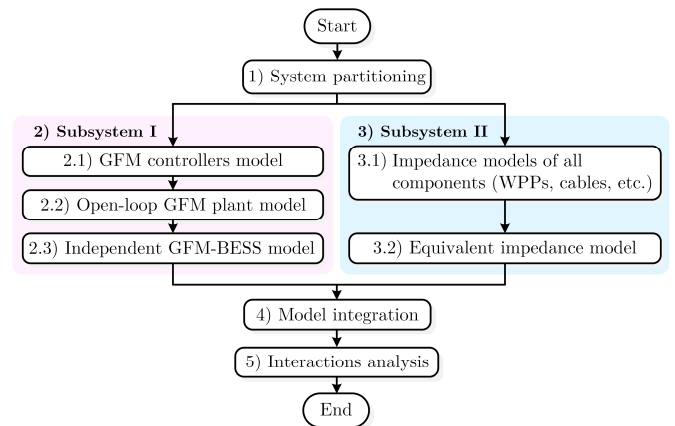 Start
1) System partitioning
2) Subsystem I
2.1) GFM controllers model
2.2) Open-loop GFM plant model
2.3) Independent GFM-BESS model
3) Subsystem II
3.1) Impedance models of all
components (WPPs, cables, etc.)
3.2) Equivalent impedance model
4) Model integration
5) Interactions analysis
End